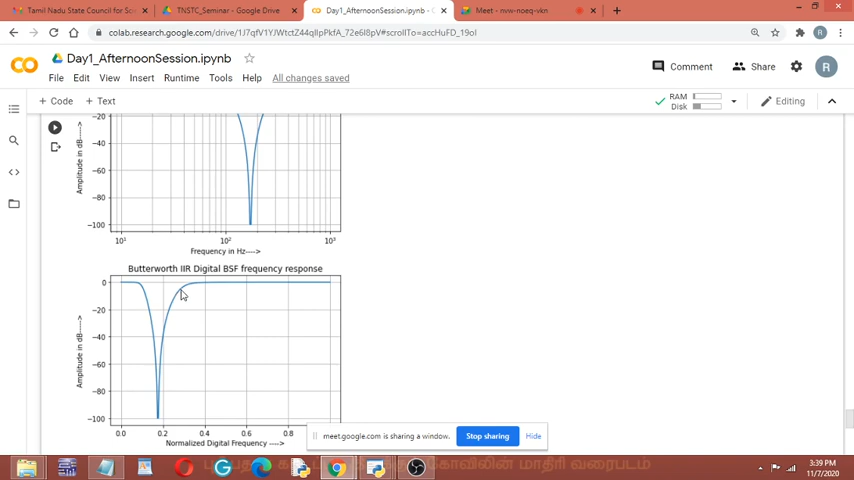 Tamil Nadu State Council for Scie
TNSTC_Seminar - Google Drive
Day1_AfternoonSession.ipynb - C
Meet - nvw-noeq-vkn
colab.research.google.com/drive/
Day1_AfternoonSession.ipynb
Comment
Share
R
File Edit View Insert Runtime Tools Help All changes saved
+ Code + Text
RAM
Disk
Editing
−20
−40
−60
−80
−100
Amplitude in dB---->
10¹ 10² 10³
Frequency in Hz---->
Butterworth IIR Digital BSF frequency response
0
−20
−40
−60
−80
−100
Amplitude in dB---->
0.0 0.2 0.4 0.6 0.8
Normalized Digital Frequency ---->
meet.google.com is sharing a window.
Stop sharing
Hide
மாதிரி வரைபடம்
3:39 PM
11/7/2020